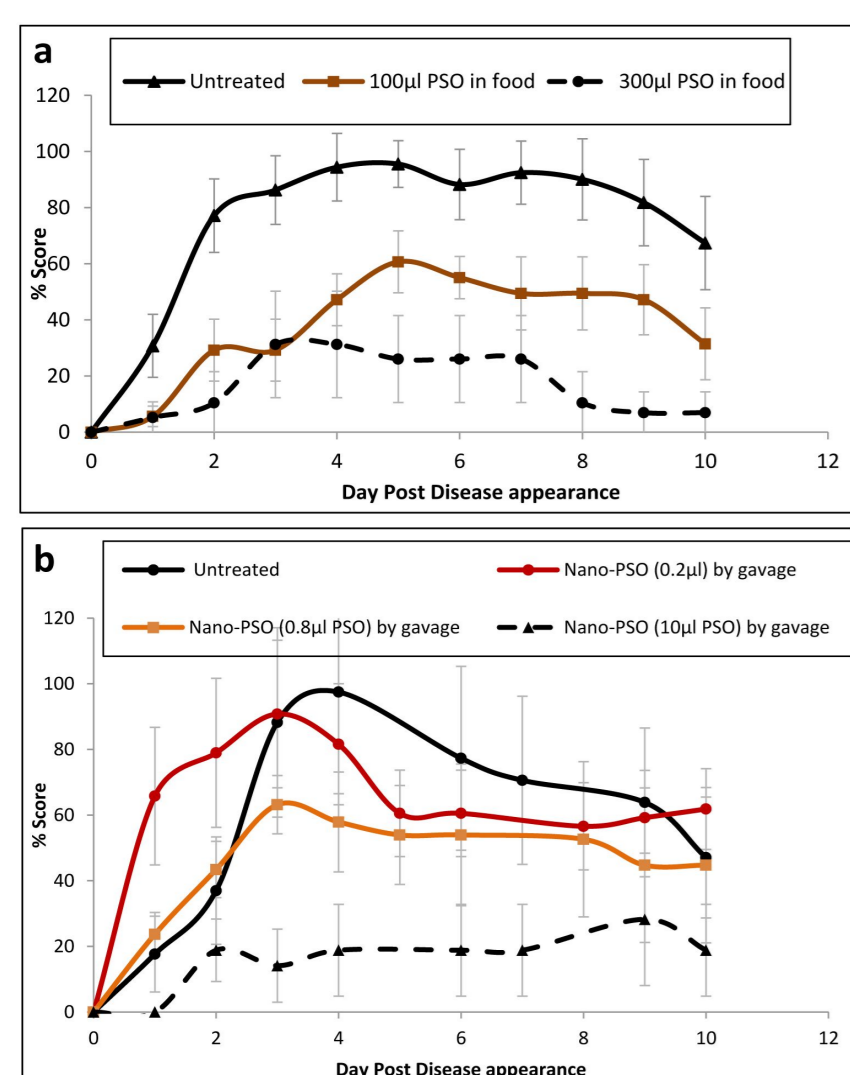 a
Untreated 100µl PSO in food 300µl PSO in food
120
100
80
60
40
20
0
% Score
0 2 4 6 8 10 12
Day Post Disease appearance
b
Untreated Nano-PSO (0.2µl) by gavage
Nano-PSO (0.8µl PSO) by gavage Nano-PSO (10µl PSO) by gavage
120
100
80
60
40
20
0
% Score
0 2 4 6 8 10 12
Day Post Disease appearance